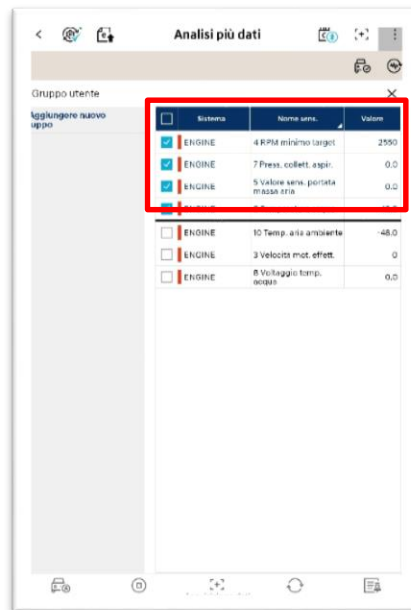 Analisi più dati
Gruppo utente
Aggiungere nuovo
uppo
Sistema Nome sens. Valore
ENGINE 4 RPM minimo target 2550
ENGINE 7 Press. collett. aspir. 0.0
ENGINE 5 Valore sens. portata
massa aria 0.0
ENGINE
ENGINE 10 Temp. aria ambiente -48.0
ENGINE 3 Velocità mot. effett. 0
ENGINE 8 Voltaggio temp.
acqua 0.0